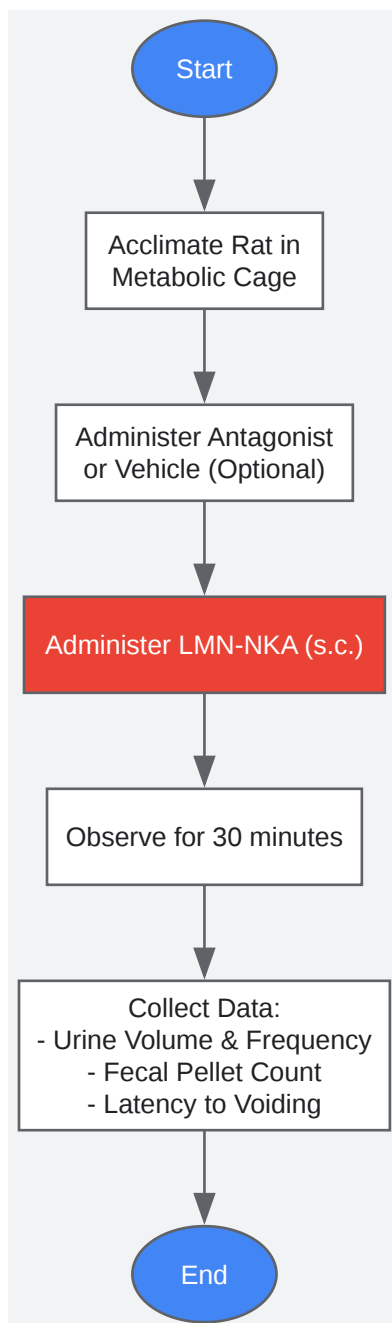 Start
Acclimate Rat in
Metabolic Cage
Administer Antagonist
or Vehicle (Optional)
Administer LMN-NKA (s.c.)
Observe for 30 minutes
Collect Data:
- Urine Volume & Frequency
- Fecal Pellet Count
- Latency to Voiding
End